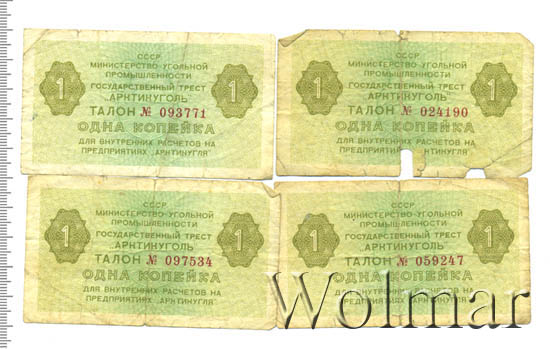 СССР
МИНИСТЕРСТВО УГОЛЬНОЙ
ПРОМЫШЛЕННОСТИ
ГОСУДАРСТВЕННЫЙ ТРЕСТ
„АРКТИКУГОЛЬ"
1 ТАЛОН № 093771 1
ОДНА КОПЕЙКА
ДЛЯ ВНУТРЕННИХ РАСЧЕТОВ НА
ПРЕДПРИЯТИЯХ „АРКТИКУГЛЯ"
СССР
МИНИСТЕРСТВО УГОЛЬНОЙ
ПРОМЫШЛЕННОСТИ
ГОСУДАРСТВЕННЫЙ ТРЕСТ
„АРКТИКУГОЛЬ"
1 ТАЛОН № 024190 1
ОДНА КОПЕЙКА
ДЛЯ ВНУТРЕННИХ РАСЧЕТОВ НА
ПРЕДПРИЯТИЯХ „АРКТИКУГЛЯ"
СССР
МИНИСТЕРСТВО УГОЛЬНОЙ
ПРОМЫШЛЕННОСТИ
ГОСУДАРСТВЕННЫЙ ТРЕСТ
„АРКТИКУГОЛЬ"
1 ТАЛОН № 097534 1
ОДНА КОПЕЙКА
ДЛЯ ВНУТРЕННИХ РАСЧЕТОВ НА
ПРЕДПРИЯТИЯХ „АРКТИКУГЛЯ"
СССР
МИНИСТЕРСТВО УГОЛЬНОЙ
ПРОМЫШЛЕННОСТИ
ГОСУДАРСТВЕННЫЙ ТРЕСТ
„АРКТИКУГОЛЬ"
1 ТАЛОН № 059247 1
ОДНА КОПЕЙКА
ДЛЯ ВНУТРЕННИХ РАСЧЕТОВ НА
ПРЕДПРИЯТИЯХ „АРКТИКУГЛЯ"
Wolmar